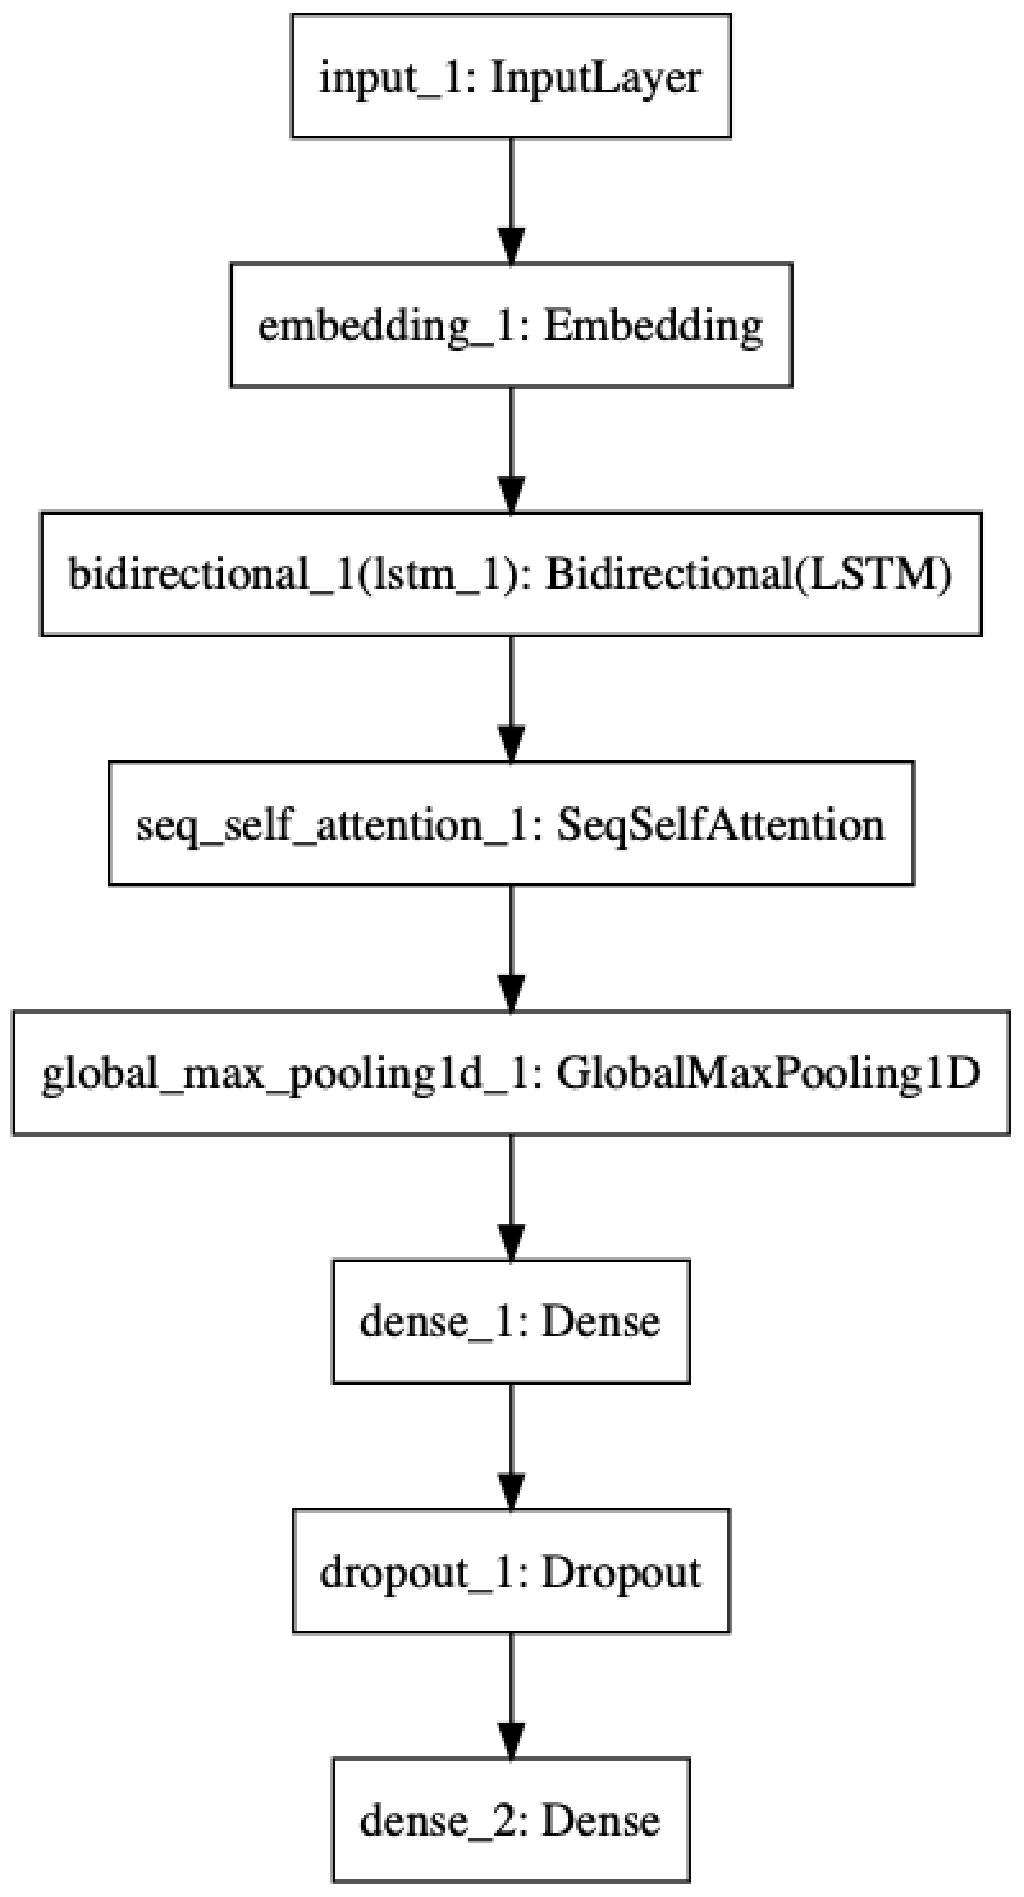 input_1: InputLayer
embedding_1: Embedding
bidirectional_1(lstm_1): Bidirectional(LSTM)
seq_self_attention_1: SeqSelfAttention
global_max_pooling1d_1: GlobalMaxPooling1D
dense_1: Dense
dropout_1: Dropout
dense_2: Dense